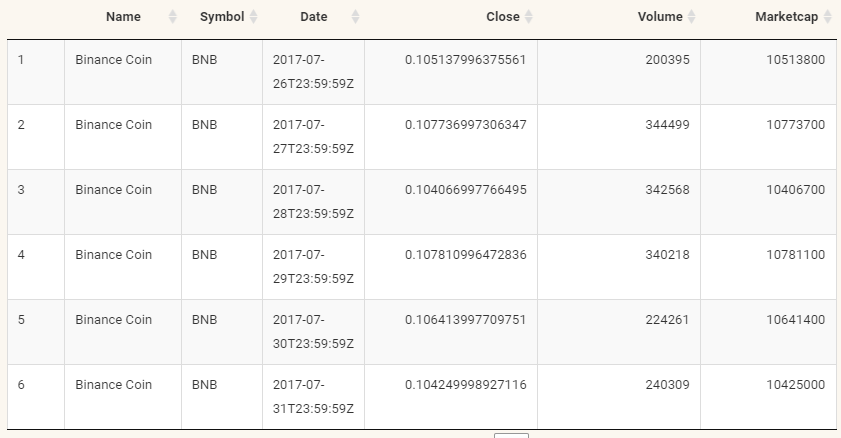 Name Symbol Date Close Volume Marketcap
1 Binance Coin BNB 2017-07- 0.105137996375561 200395 10513800
26T23:59:59Z
2 Binance Coin BNB 2017-07- 0.107736997306347 344499 10773700
27T23:59:59Z
3 Binance Coin BNB 2017-07- 0.104066997766495 342568 10406700
28T23:59:59Z
4 Binance Coin BNB 2017-07- 0.107810996472836 340218 10781100
29T23:59:59Z
5 Binance Coin BNB 2017-07- 0.106413997709751 224261 10641400
30T23:59:59Z
6 Binance Coin BNB 2017-07- 0.104249998927116 240309 10425000
31T23:59:59Z